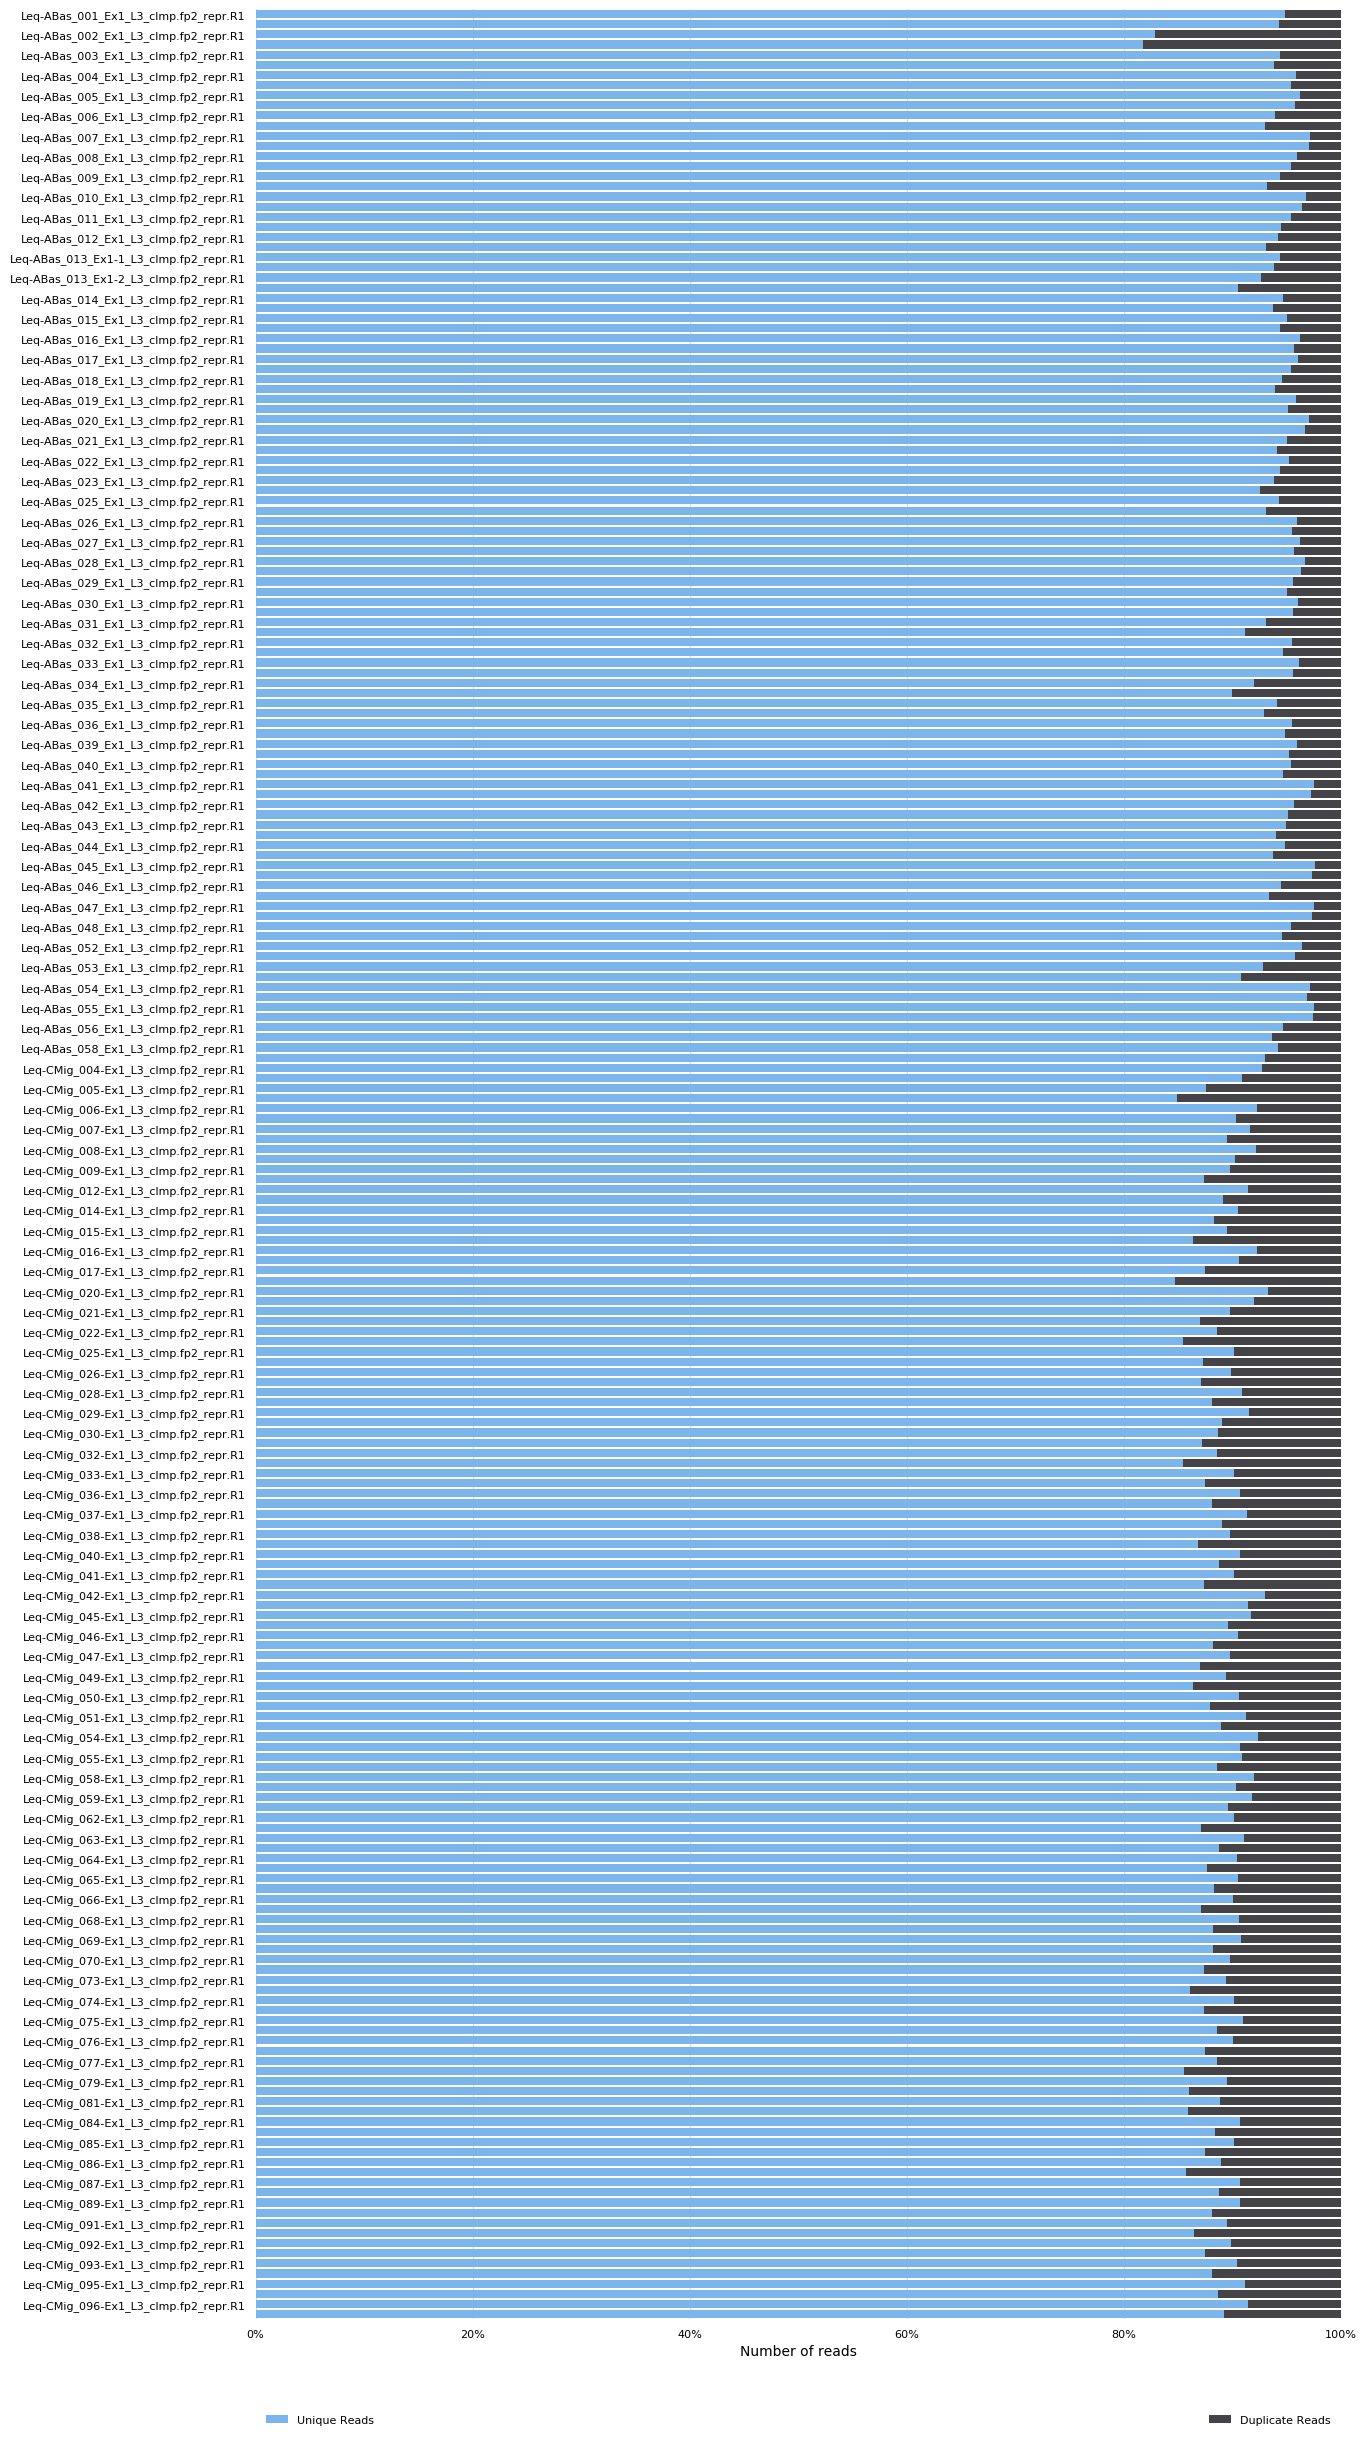 Leq-ABas_001_Ex1_L3_clmp.fp2_repr.R1
Leq-ABas_002_Ex1_L3_clmp.fp2_repr.R1
Leq-ABas_003_Ex1_L3_clmp.fp2_repr.R1
Leq-ABas_004_Ex1_L3_clmp.fp2_repr.R1
Leq-ABas_005_Ex1_L3_clmp.fp2_repr.R1
Leq-ABas_006_Ex1_L3_clmp.fp2_repr.R1
Leq-ABas_007_Ex1_L3_clmp.fp2_repr.R1
Leq-ABas_008_Ex1_L3_clmp.fp2_repr.R1
Leq-ABas_009_Ex1_L3_clmp.fp2_repr.R1
Leq-ABas_010_Ex1_L3_clmp.fp2_repr.R1
Leq-ABas_011_Ex1_L3_clmp.fp2_repr.R1
Leq-ABas_012_Ex1_L3_clmp.fp2_repr.R1
Leq-ABas_013_Ex1-1_L3_clmp.fp2_repr.R1
Leq-ABas_013_Ex1-2_L3_clmp.fp2_repr.R1
Leq-ABas_014_Ex1_L3_clmp.fp2_repr.R1
Leq-ABas_015_Ex1_L3_clmp.fp2_repr.R1
Leq-ABas_016_Ex1_L3_clmp.fp2_repr.R1
Leq-ABas_017_Ex1_L3_clmp.fp2_repr.R1
Leq-ABas_018_Ex1_L3_clmp.fp2_repr.R1
Leq-ABas_019_Ex1_L3_clmp.fp2_repr.R1
Leq-ABas_020_Ex1_L3_clmp.fp2_repr.R1
Leq-ABas_021_Ex1_L3_clmp.fp2_repr.R1
Leq-ABas_022_Ex1_L3_clmp.fp2_repr.R1
Leq-ABas_023_Ex1_L3_clmp.fp2_repr.R1
Leq-ABas_025_Ex1_L3_clmp.fp2_repr.R1
Leq-ABas_026_Ex1_L3_clmp.fp2_repr.R1
Leq-ABas_027_Ex1_L3_clmp.fp2_repr.R1
Leq-ABas_028_Ex1_L3_clmp.fp2_repr.R1
Leq-ABas_029_Ex1_L3_clmp.fp2_repr.R1
Leq-ABas_030_Ex1_L3_clmp.fp2_repr.R1
Leq-ABas_031_Ex1_L3_clmp.fp2_repr.R1
Leq-ABas_032_Ex1_L3_clmp.fp2_repr.R1
Leq-ABas_033_Ex1_L3_clmp.fp2_repr.R1
Leq-ABas_034_Ex1_L3_clmp.fp2_repr.R1
Leq-ABas_035_Ex1_L3_clmp.fp2_repr.R1
Leq-ABas_036_Ex1_L3_clmp.fp2_repr.R1
Leq-ABas_039_Ex1_L3_clmp.fp2_repr.R1
Leq-ABas_040_Ex1_L3_clmp.fp2_repr.R1
Leq-ABas_041_Ex1_L3_clmp.fp2_repr.R1
Leq-ABas_042_Ex1_L3_clmp.fp2_repr.R1
Leq-ABas_043_Ex1_L3_clmp.fp2_repr.R1
Leq-ABas_044_Ex1_L3_clmp.fp2_repr.R1
Leq-ABas_045_Ex1_L3_clmp.fp2_repr.R1
Leq-ABas_046_Ex1_L3_clmp.fp2_repr.R1
Leq-ABas_047_Ex1_L3_clmp.fp2_repr.R1
Leq-ABas_048_Ex1_L3_clmp.fp2_repr.R1
Leq-ABas_052_Ex1_L3_clmp.fp2_repr.R1
Leq-ABas_053_Ex1_L3_clmp.fp2_repr.R1
Leq-ABas_054_Ex1_L3_clmp.fp2_repr.R1
Leq-ABas_055_Ex1_L3_clmp.fp2_repr.R1
Leq-ABas_056_Ex1_L3_clmp.fp2_repr.R1
Leq-ABas_058_Ex1_L3_clmp.fp2_repr.R1
Leq-CMig_004-Ex1_L3_clmp.fp2_repr.R1
Leq-CMig_005-Ex1_L3_clmp.fp2_repr.R1
Leq-CMig_006-Ex1_L3_clmp.fp2_repr.R1
Leq-CMig_007-Ex1_L3_clmp.fp2_repr.R1
Leq-CMig_008-Ex1_L3_clmp.fp2_repr.R1
Leq-CMig_009-Ex1_L3_clmp.fp2_repr.R1
Leq-CMig_012-Ex1_L3_clmp.fp2_repr.R1
Leq-CMig_014-Ex1_L3_clmp.fp2_repr.R1
Leq-CMig_015-Ex1_L3_clmp.fp2_repr.R1
Leq-CMig_016-Ex1_L3_clmp.fp2_repr.R1
Leq-CMig_017-Ex1_L3_clmp.fp2_repr.R1
Leq-CMig_020-Ex1_L3_clmp.fp2_repr.R1
Leq-CMig_021-Ex1_L3_clmp.fp2_repr.R1
Leq-CMig_022-Ex1_L3_clmp.fp2_repr.R1
Leq-CMig_025-Ex1_L3_clmp.fp2_repr.R1
Leq-CMig_026-Ex1_L3_clmp.fp2_repr.R1
Leq-CMig_028-Ex1_L3_clmp.fp2_repr.R1
Leq-CMig_029-Ex1_L3_clmp.fp2_repr.R1
Leq-CMig_030-Ex1_L3_clmp.fp2_repr.R1
Leq-CMig_032-Ex1_L3_clmp.fp2_repr.R1
Leq-CMig_033-Ex1_L3_clmp.fp2_repr.R1
Leq-CMig_036-Ex1_L3_clmp.fp2_repr.R1
Leq-CMig_037-Ex1_L3_clmp.fp2_repr.R1
Leq-CMig_038-Ex1_L3_clmp.fp2_repr.R1
Leq-CMig_040-Ex1_L3_clmp.fp2_repr.R1
Leq-CMig_041-Ex1_L3_clmp.fp2_repr.R1
Leq-CMig_042-Ex1_L3_clmp.fp2_repr.R1
Leq-CMig_045-Ex1_L3_clmp.fp2_repr.R1
Leq-CMig_046-Ex1_L3_clmp.fp2_repr.R1
Leq-CMig_047-Ex1_L3_clmp.fp2_repr.R1
Leq-CMig_049-Ex1_L3_clmp.fp2_repr.R1
Leq-CMig_050-Ex1_L3_clmp.fp2_repr.R1
Leq-CMig_051-Ex1_L3_clmp.fp2_repr.R1
Leq-CMig_054-Ex1_L3_clmp.fp2_repr.R1
Leq-CMig_055-Ex1_L3_clmp.fp2_repr.R1
Leq-CMig_058-Ex1_L3_clmp.fp2_repr.R1
Leq-CMig_059-Ex1_L3_clmp.fp2_repr.R1
Leq-CMig_062-Ex1_L3_clmp.fp2_repr.R1
Leq-CMig_063-Ex1_L3_clmp.fp2_repr.R1
Leq-CMig_064-Ex1_L3_clmp.fp2_repr.R1
Leq-CMig_065-Ex1_L3_clmp.fp2_repr.R1
Leq-CMig_066-Ex1_L3_clmp.fp2_repr.R1
Leq-CMig_068-Ex1_L3_clmp.fp2_repr.R1
Leq-CMig_069-Ex1_L3_clmp.fp2_repr.R1
Leq-CMig_070-Ex1_L3_clmp.fp2_repr.R1
Leq-CMig_073-Ex1_L3_clmp.fp2_repr.R1
Leq-CMig_074-Ex1_L3_clmp.fp2_repr.R1
Leq-CMig_075-Ex1_L3_clmp.fp2_repr.R1
Leq-CMig_076-Ex1_L3_clmp.fp2_repr.R1
Leq-CMig_077-Ex1_L3_clmp.fp2_repr.R1
Leq-CMig_079-Ex1_L3_clmp.fp2_repr.R1
Leq-CMig_081-Ex1_L3_clmp.fp2_repr.R1
Leq-CMig_084-Ex1_L3_clmp.fp2_repr.R1
Leq-CMig_085-Ex1_L3_clmp.fp2_repr.R1
Leq-CMig_086-Ex1_L3_clmp.fp2_repr.R1
Leq-CMig_087-Ex1_L3_clmp.fp2_repr.R1
Leq-CMig_089-Ex1_L3_clmp.fp2_repr.R1
Leq-CMig_091-Ex1_L3_clmp.fp2_repr.R1
Leq-CMig_092-Ex1_L3_clmp.fp2_repr.R1
Leq-CMig_093-Ex1_L3_clmp.fp2_repr.R1
Leq-CMig_095-Ex1_L3_clmp.fp2_repr.R1
Leq-CMig_096-Ex1_L3_clmp.fp2_repr.R1
0% 20% 40% 60% 80% 100%
Number of reads
Unique Reads Duplicate Reads